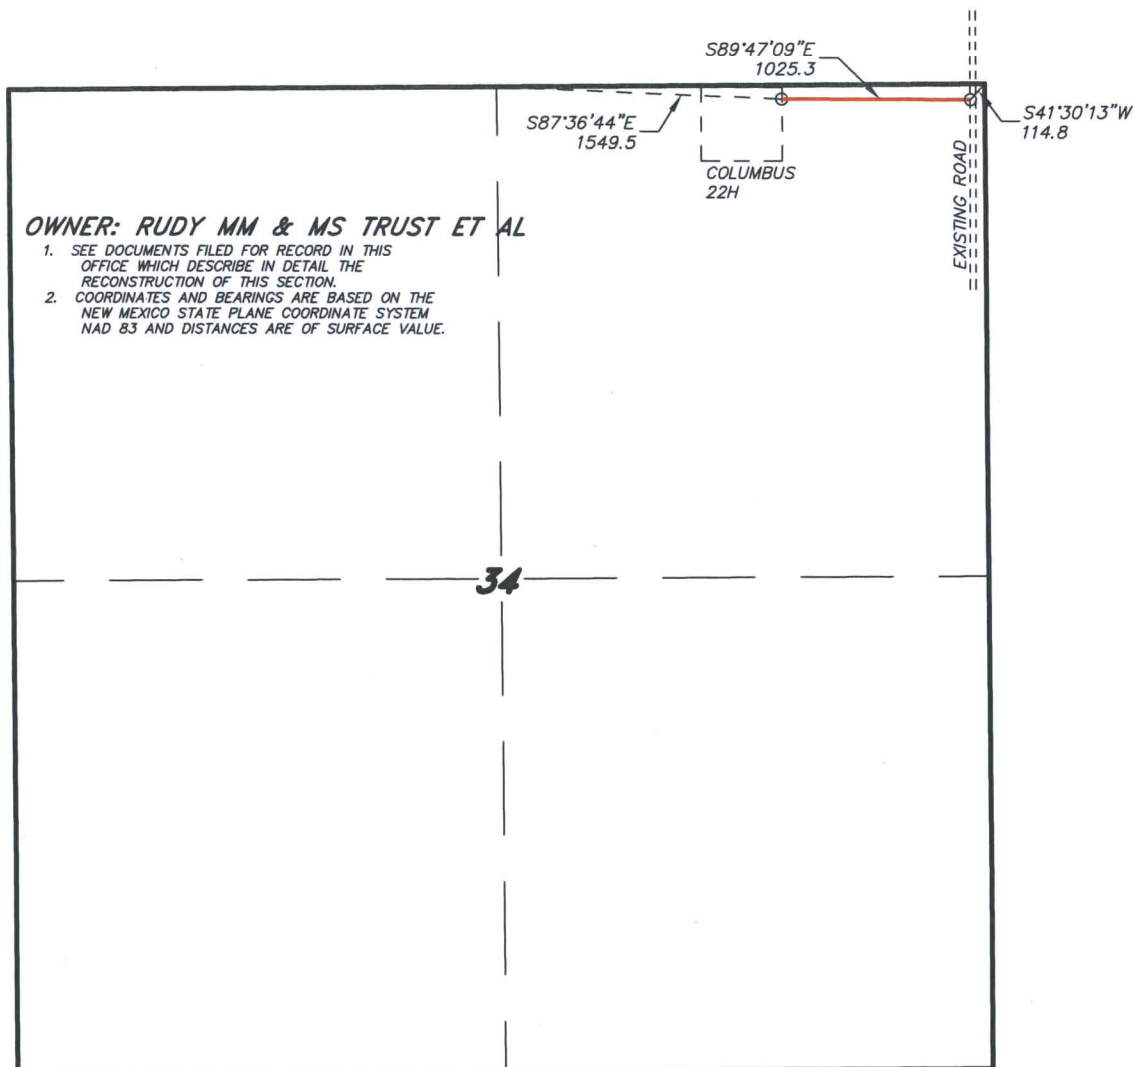 S89°47'09"E
1025.3
S87°36'44"E
1549.5
S41°30'13"W
114.8
COLUMBUS
22H
EXISTING ROAD
OWNER: RUDY MM & MS TRUST ET AL
1. SEE DOCUMENTS FILED FOR RECORD IN THIS
OFFICE WHICH DESCRIBE IN DETAIL THE
RECONSTRUCTION OF THIS SECTION.
2. COORDINATES AND BEARINGS ARE BASED ON THE
NEW MEXICO STATE PLANE COORDINATE SYSTEM
NAD 83 AND DISTANCES ARE OF SURFACE VALUE.
34